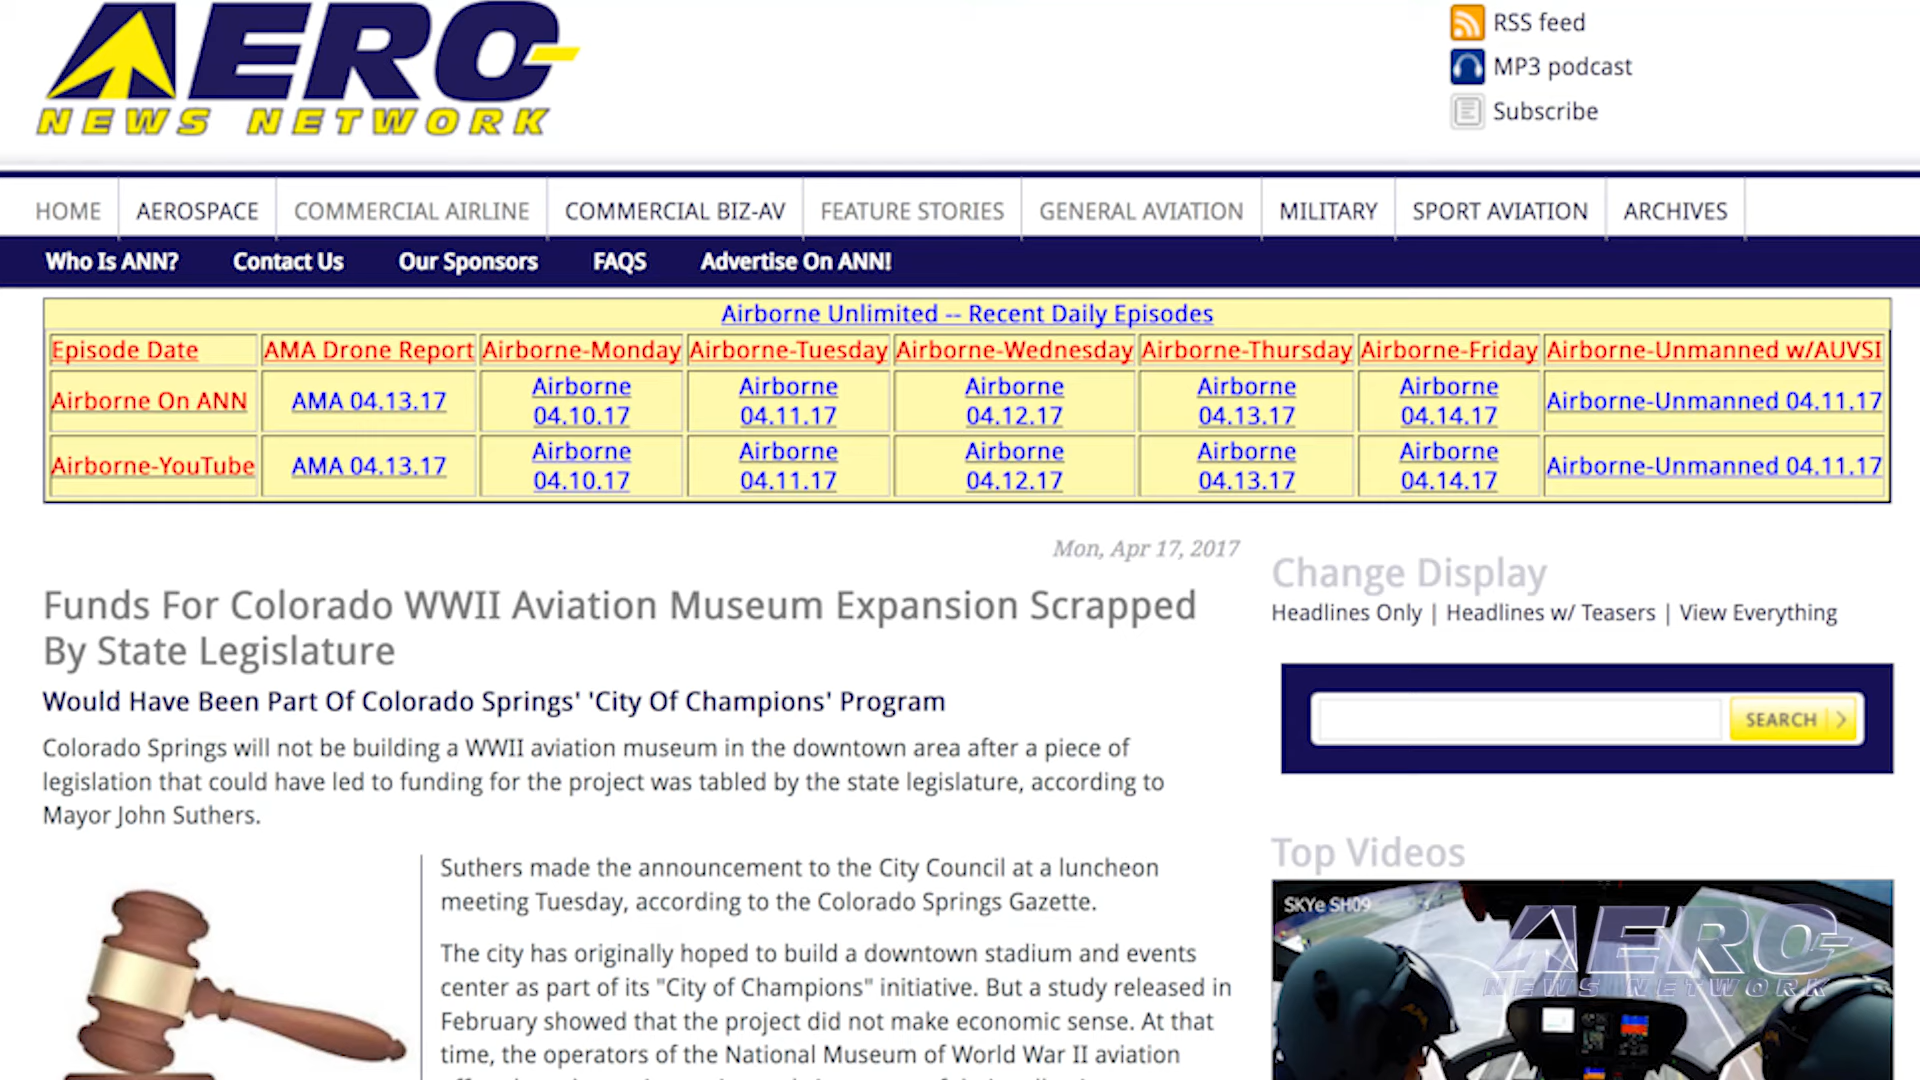 AERO-
NEWS NETWORK
RSS feed
MP3 podcast
Subscribe
HOME AEROSPACE COMMERCIAL AIRLINE COMMERCIAL BIZ-AV FEATURE STORIES GENERAL AVIATION MILITARY SPORT AVIATION ARCHIVES
Who Is ANN? Contact Us Our Sponsors FAQS Advertise On ANN!
Airborne Unlimited -- Recent Daily Episodes
Episode Date AMA Drone Report Airborne-Monday Airborne-Tuesday Airborne-Wednesday Airborne-Thursday Airborne-Friday Airborne-Unmanned w/AUVSI
Airborne On ANN AMA 04.13.17 Airborne 04.10.17 Airborne 04.11.17 Airborne 04.12.17 Airborne 04.13.17 Airborne 04.14.17 Airborne-Unmanned 04.11.17
Airborne-YouTube AMA 04.13.17 Airborne 04.10.17 Airborne 04.11.17 Airborne 04.12.17 Airborne 04.13.17 Airborne 04.14.17 Airborne-Unmanned 04.11.17
Mon, Apr 17, 2017
Funds For Colorado WWII Aviation Museum Expansion Scrapped
By State Legislature
Would Have Been Part Of Colorado Springs' 'City Of Champions' Program
Colorado Springs will not be building a WWII aviation museum in the downtown area after a piece of
legislation that could have led to funding for the project was tabled by the state legislature, according to
Mayor John Suthers.
Suthers made the announcement to the City Council at a luncheon
meeting Tuesday, according to the Colorado Springs Gazette.
The city has originally hoped to build a downtown stadium and events
center as part of its "City of Champions" initiative. But a study released in
February showed that the project did not make economic sense. At that
time, the operators of the National Museum of World War II aviation
Change Display
Headlines Only | Headlines w/ Teasers | View Everything
SEARCH
Top Videos
SKYe SH09
AERO-
NEWS NETWORK